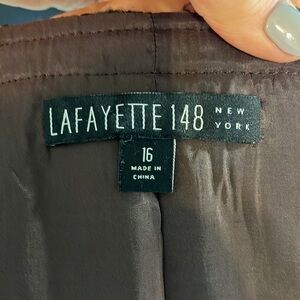 LAFAYETTE 148 NEW YORK
16
MADE IN
CHINA